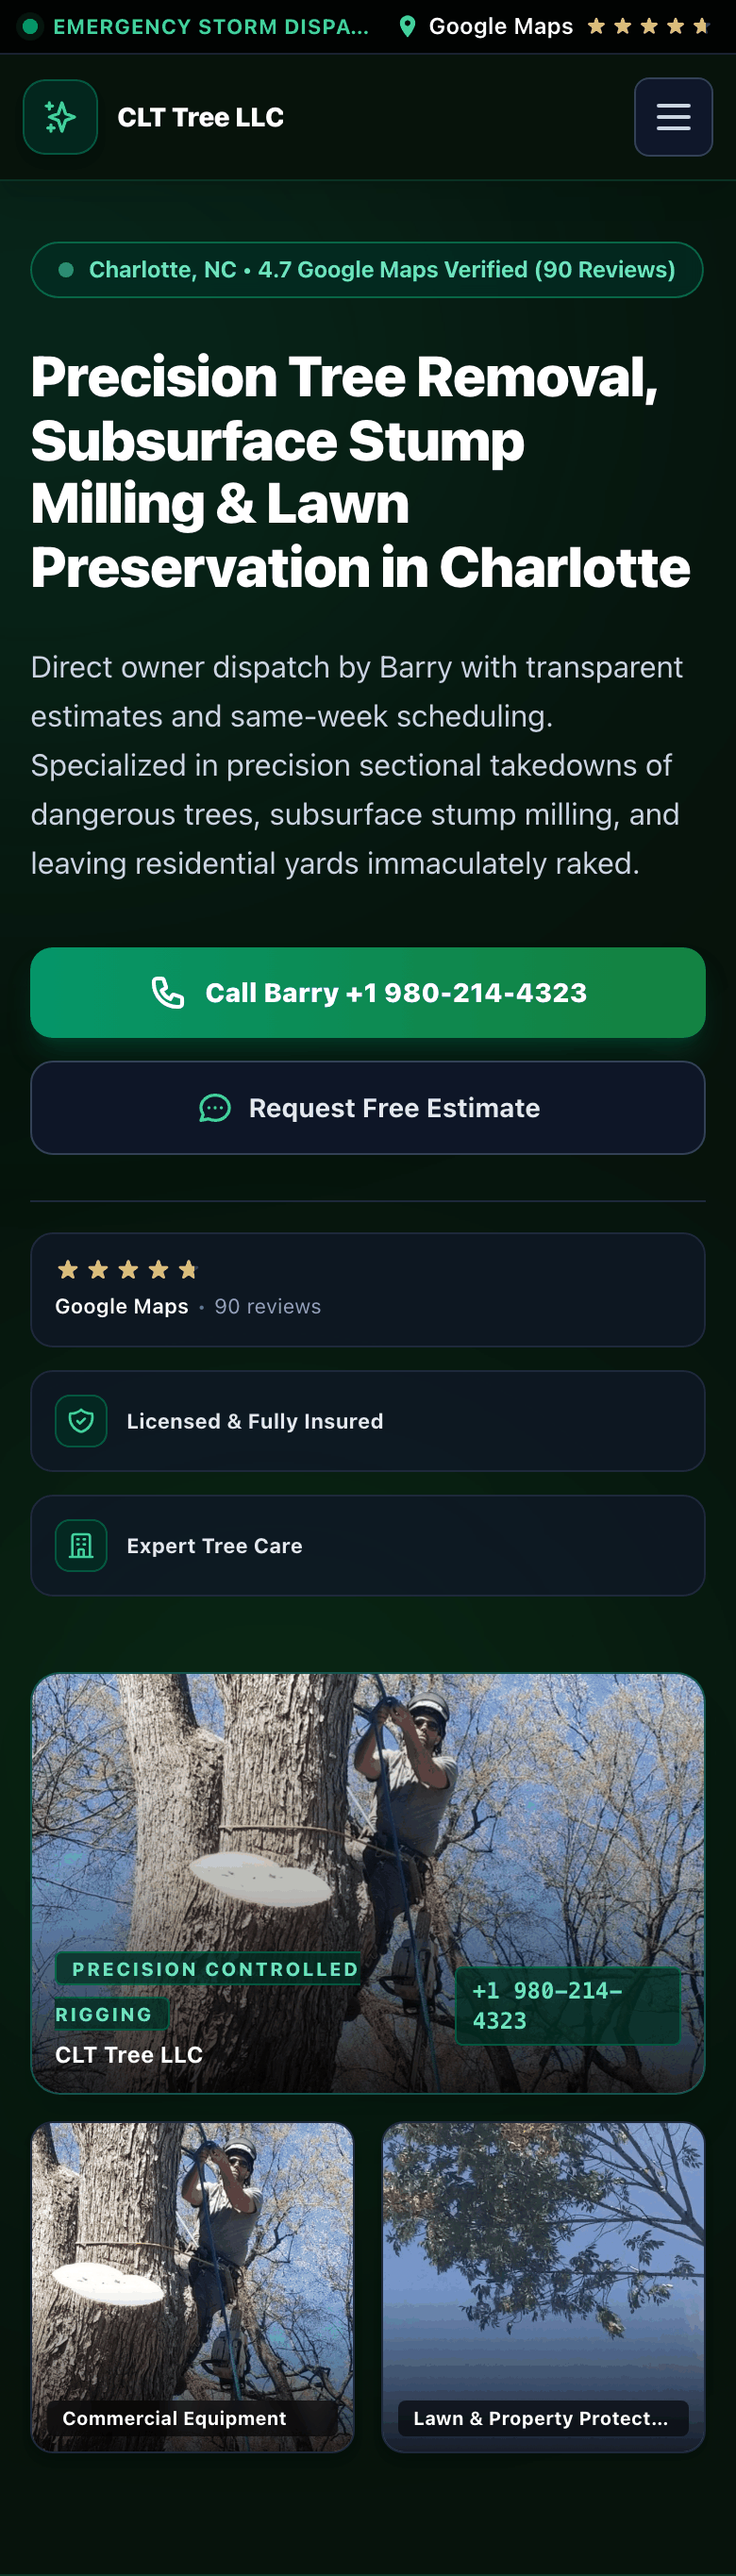 EMERGENCY STORM DISPA...
Google Maps
CLT Tree LLC
Charlotte, NC • 4.7 Google Maps Verified (90 Reviews)
Precision Tree Removal,
Subsurface Stump
Milling & Lawn
Preservation in Charlotte
Direct owner dispatch by Barry with transparent
estimates and same-week scheduling.
Specialized in precision sectional takedowns of
dangerous trees, subsurface stump milling, and
leaving residential yards immaculately raked.
Call Barry +1 980-214-4323
Request Free Estimate
Google Maps • 90 reviews
Licensed & Fully Insured
Expert Tree Care
PRECISION CONTROLLED
RIGGING
CLT Tree LLC
+1 980-214-
4323
Commercial Equipment
Lawn & Property Protect...